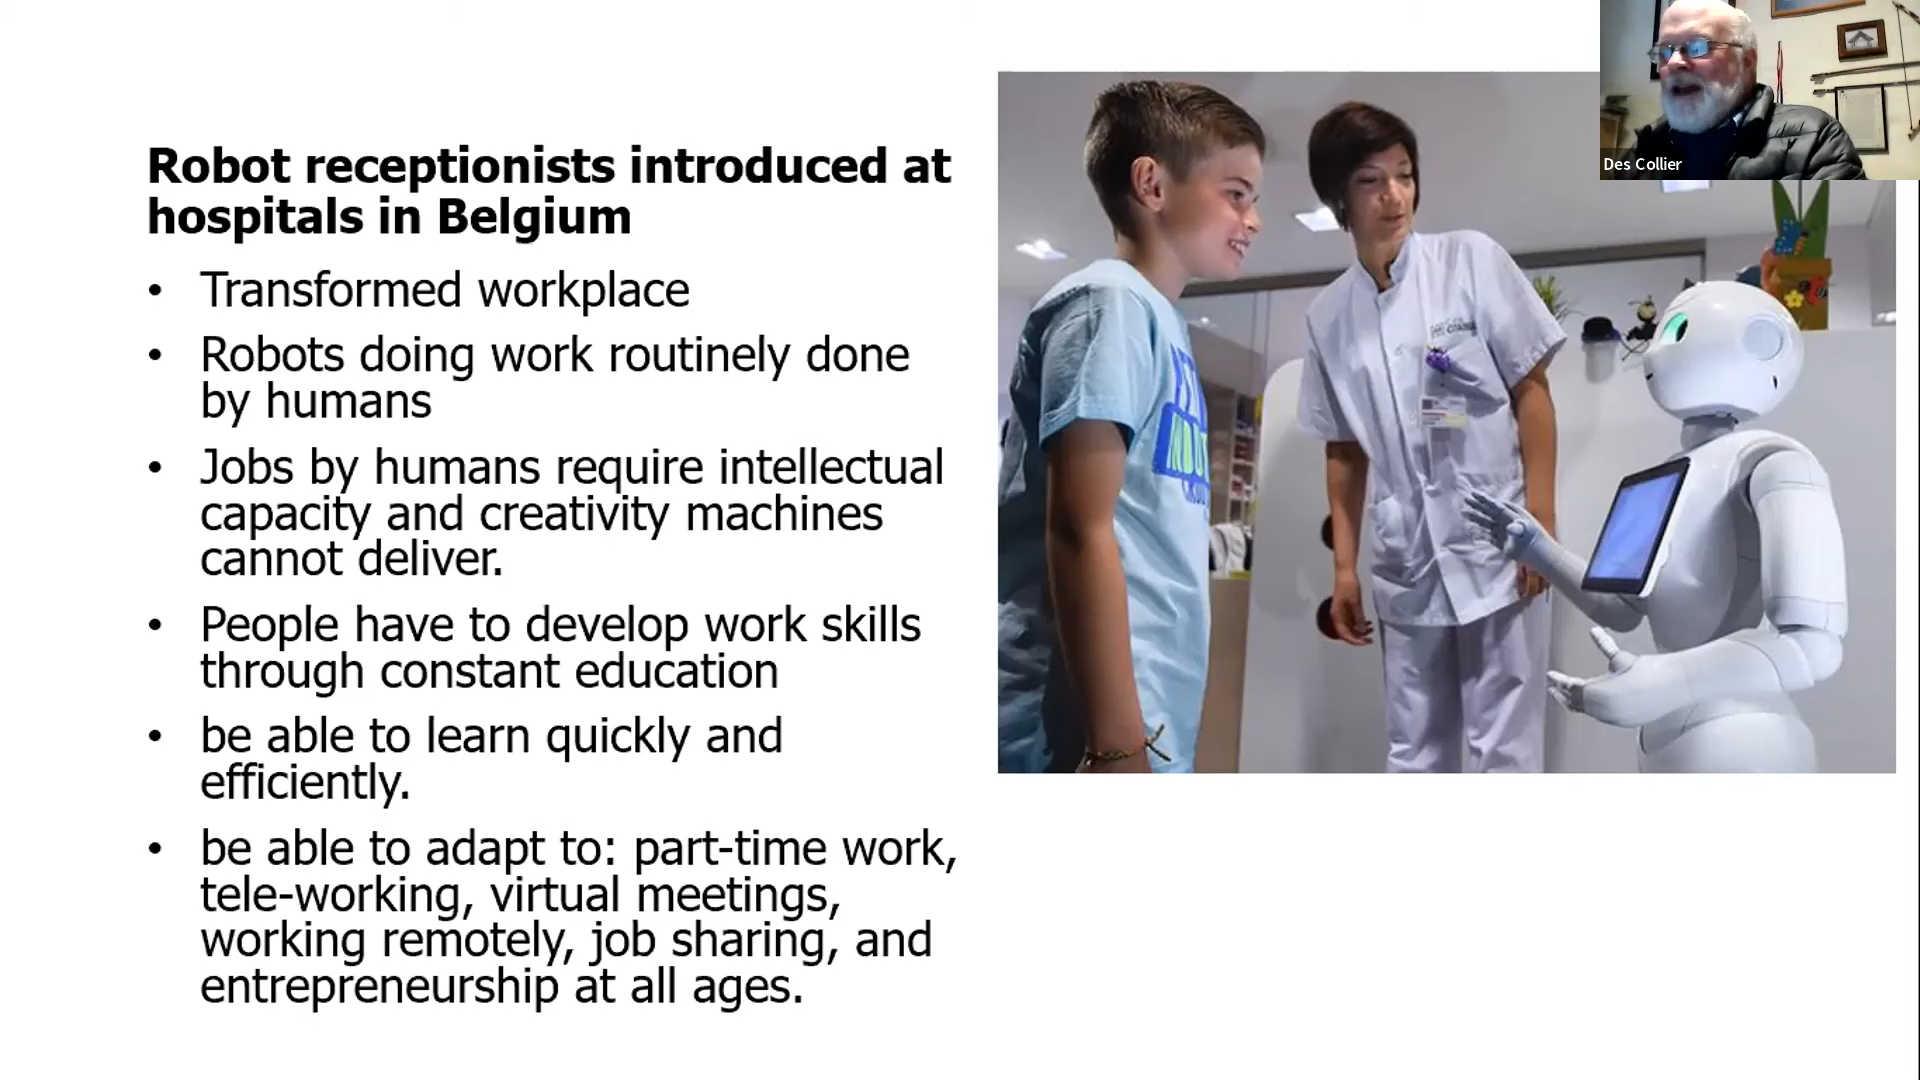 Robot receptionists introduced at
hospitals in Belgium
• Transformed workplace
• Robots doing work routinely done
by humans
• Jobs by humans require intellectual
capacity and creativity machines
cannot deliver.
• People have to develop work skills
through constant education
• be able to learn quickly and
efficiently.
• be able to adapt to: part-time work,
tele-working, virtual meetings,
working remotely, job sharing, and
entrepreneurship at all ages.
Des Collier